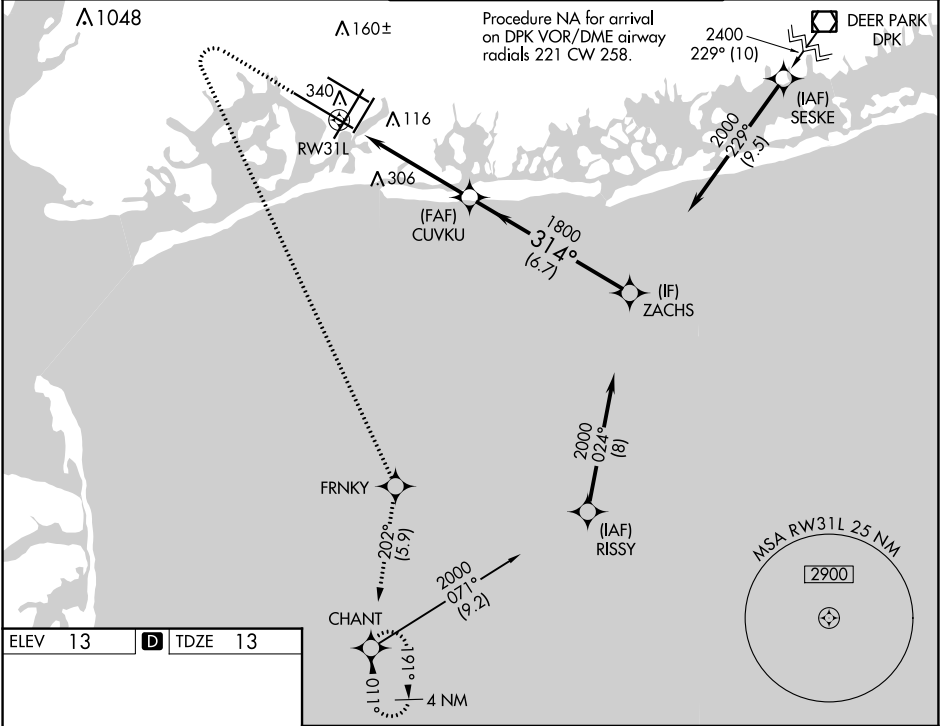 1048
160±
Procedure NA for arrival
on DPK VOR/DME airway
radials 221 CW 258.
2400
229° (10)
DEER PARK
DPK
(IAF)
SESKE
2000
229°
(9.5)
340
116
RW31L
306
(FAF)
CUVKU
1800
314°
(6.7)
(IF)
ZACHS
2000
024°
(8)
FRNKY
(IAF)
RISSY
202°
(5.9)
MSA RW31L 25 NM
2900
2000
071°
(9.2)
CHANT
191°
011°
4 NM
ELEV 13 D TDZE 13